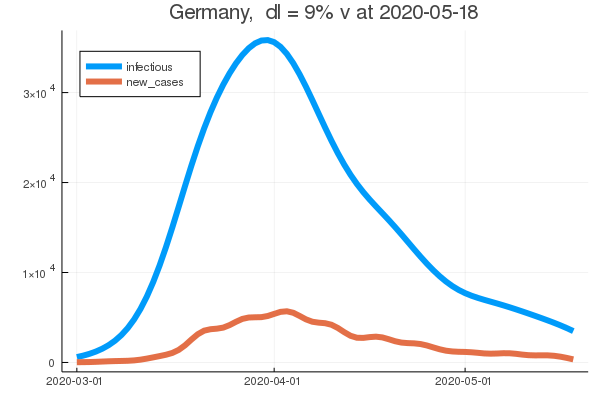 Germany,  dl = 9% v at 2020-05-18
infectious
new_cases
3×10 4
2×10 4
1×10 4
0
2020-03-01 2020-04-01 2020-05-01